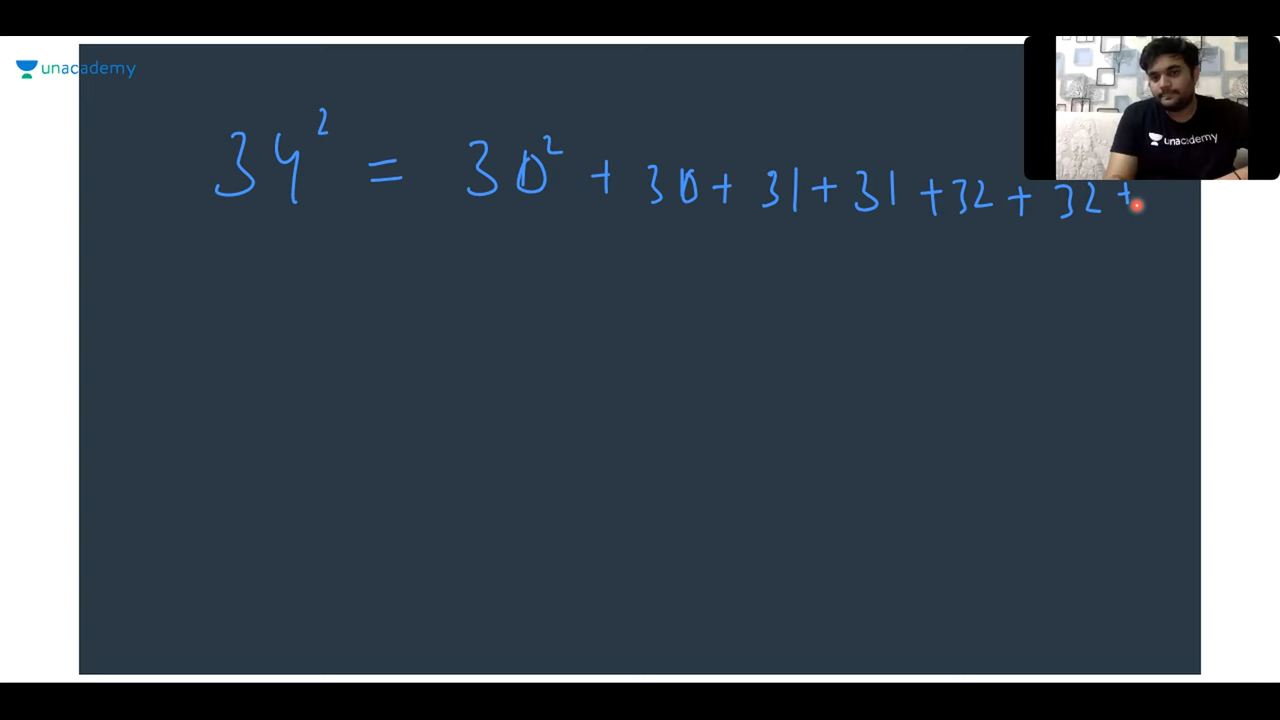 unacademy
34² = 30² + 30 + 31 + 31 + 32 + 32 +
unacademy